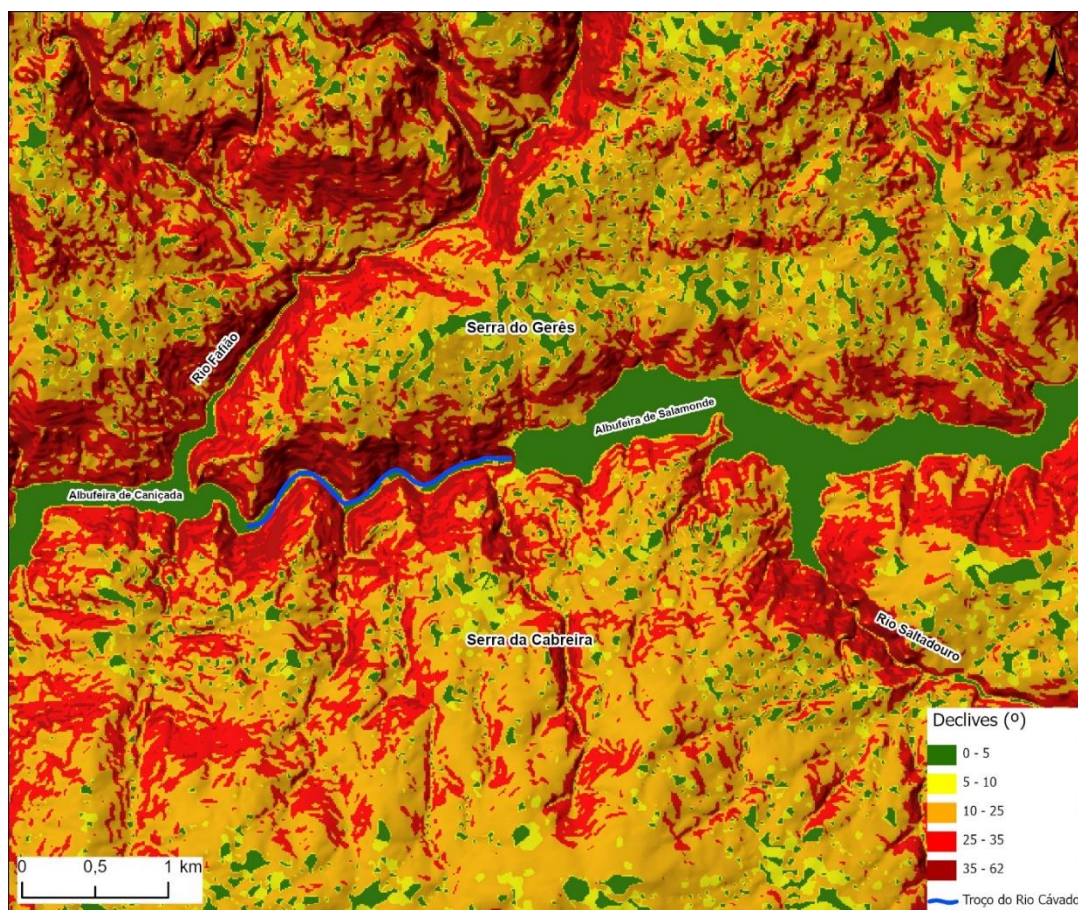 N
Serra do Gerês
Rio Fafião
Albufeira de Salamonde
Albufeira de Caniçada
Serra da Cabreira
Rio Saltadouro
0 0,5 1 km
Declives (º)
0 - 5
5 - 10
10 - 25
25 - 35
35 - 62
Troço do Rio Cávado